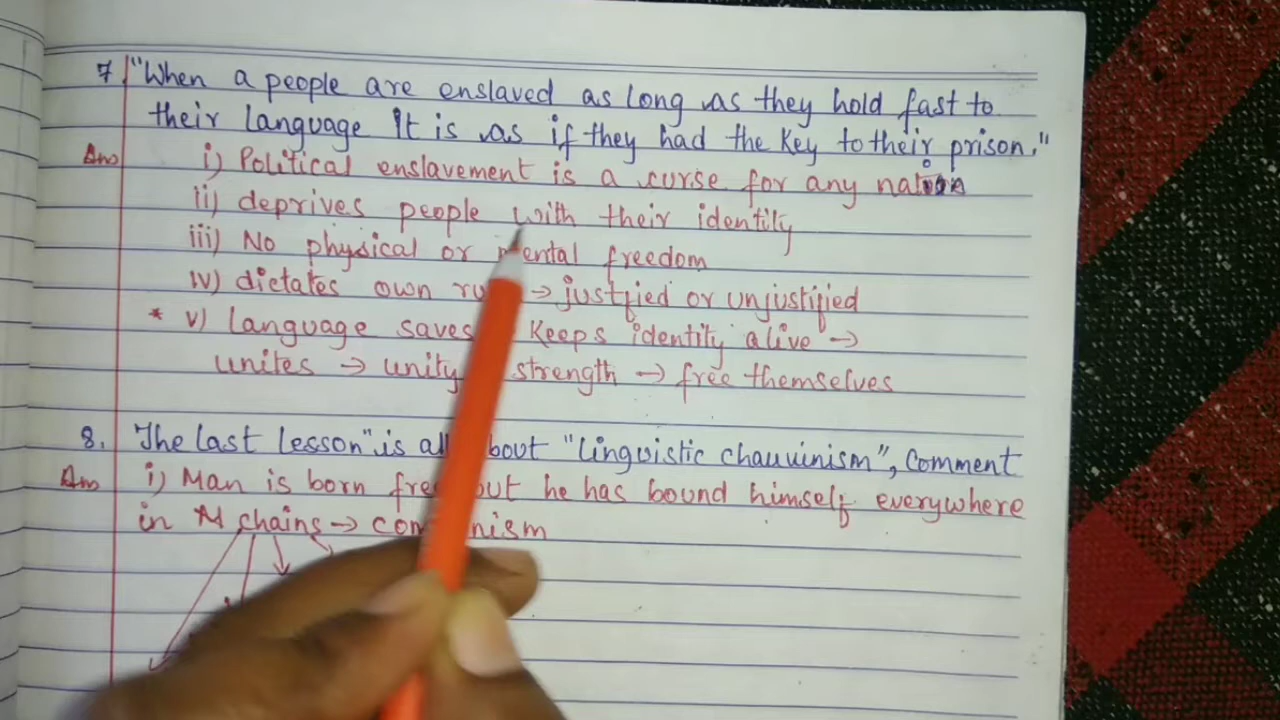 7 "When a people are enslaved as long as they hold fast to
their language It is as if they had the key to their prison."
Ans i) Political enslavement is a curse for any nation
ii) deprives people with their identity
iii) No physical or mental freedom
iv) dictates own → justified or unjustified
* v) language saves keeps identity alive →
unites → unity strength → free themselves
8. "The last lesson" is all about "linguistic chauvinism", Comment
Ans i) Man is born free but he has bound himself everywhere
in chains →